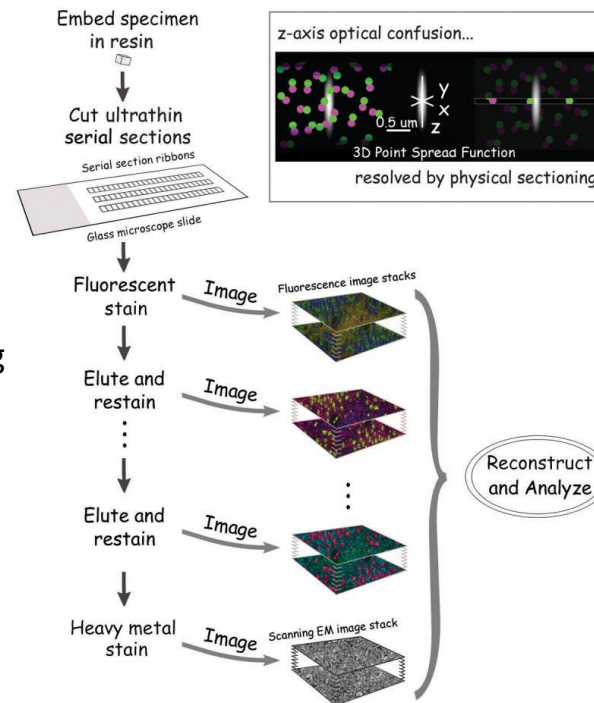 Embed specimen
in resin
Cut ultrathin
serial sections
Serial section ribbons
Glass microscope slide
z-axis optical confusion...
y
x
z
0.5 um
3D Point Spread Function
resolved by physical sectioning
Fluorescent
stain
Image
Fluorescence image stacks
g
Elute and
restain
Image
Reconstruct
and Analyze
Elute and
restain
Image
Heavy metal
stain
Image
Scanning EM image stack